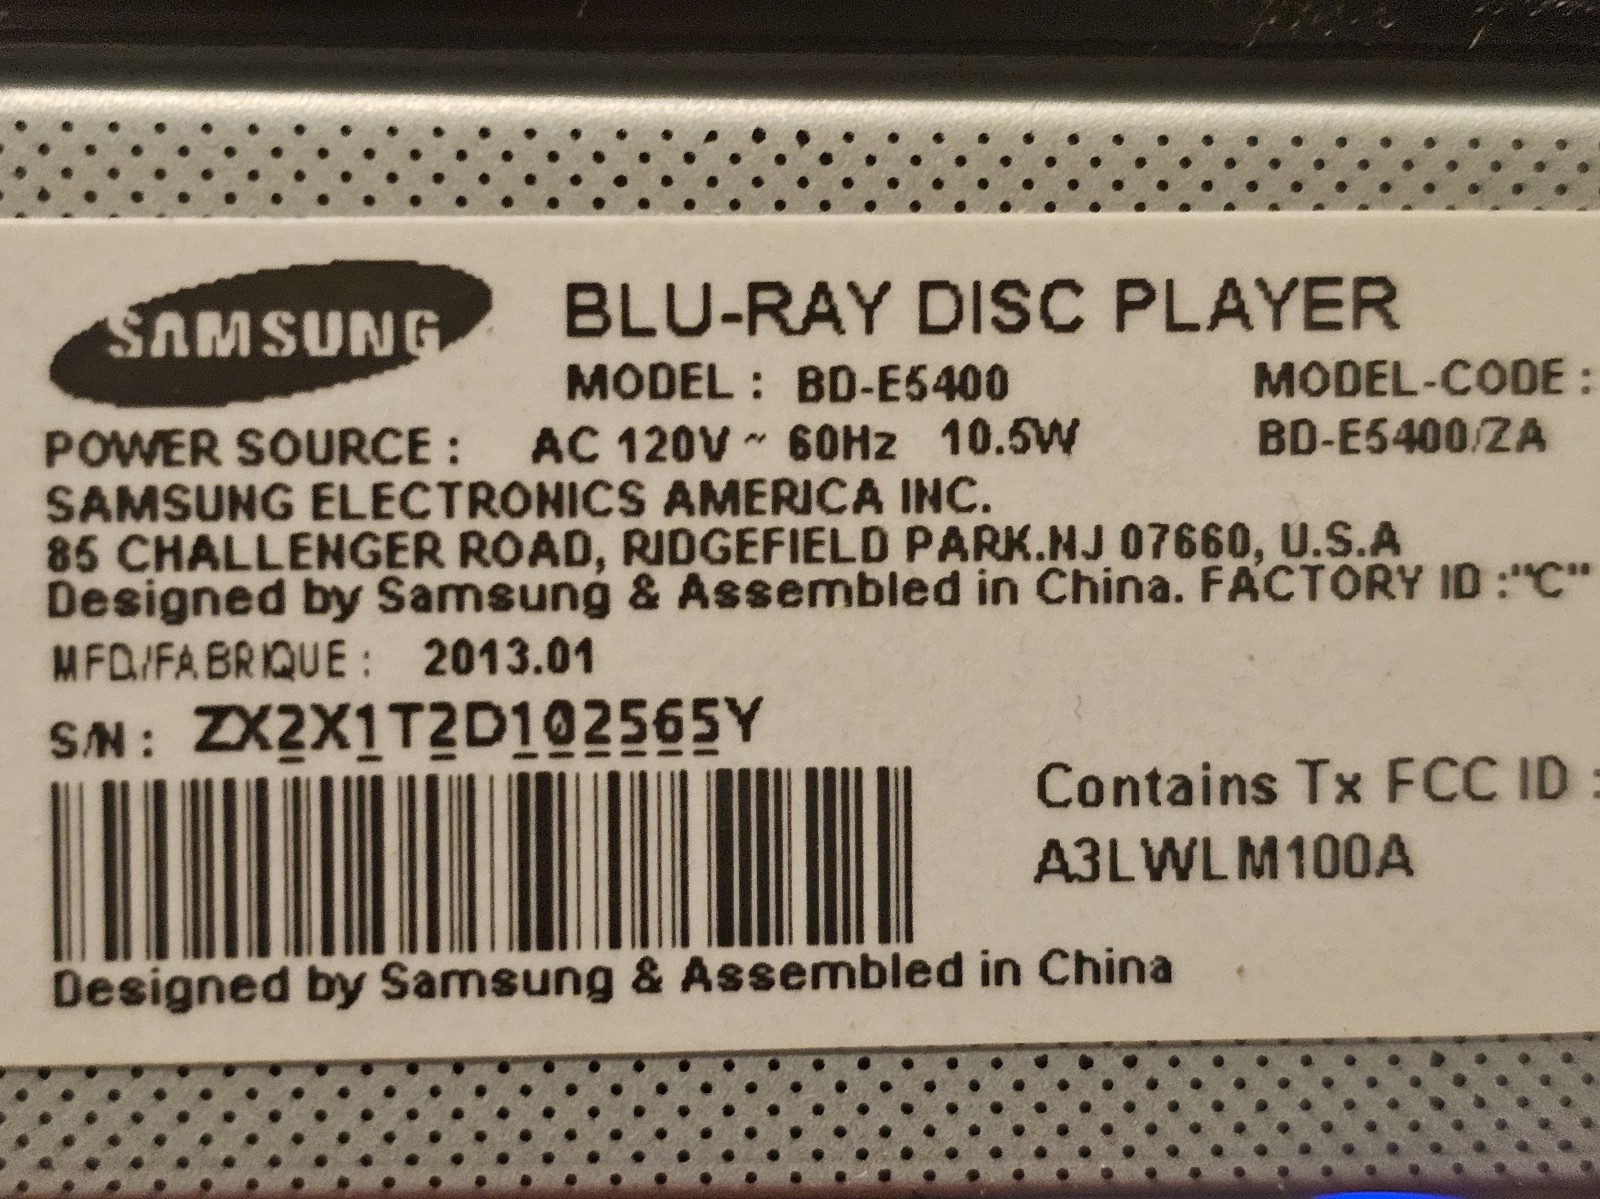 SAMSUNG
BLU-RAY DISC PLAYER
MODEL : BD-E5400
MODEL-CODE :
BD-E5400/ZA
POWER SOURCE : AC 120V ~ 60Hz 10.5W
SAMSUNG ELECTRONICS AMERICA INC.
85 CHALLENGER ROAD, RIDGEFIELD PARK.NJ 07660, U.S.A
Designed by Samsung & Assembled in China. FACTORY ID :"C"
MFD./FABRIQUE : 2013.01
S/N : ZX2X1T2D102565Y
Contains Tx FCC ID :
A3LWLM100A
Designed by Samsung & Assembled in China